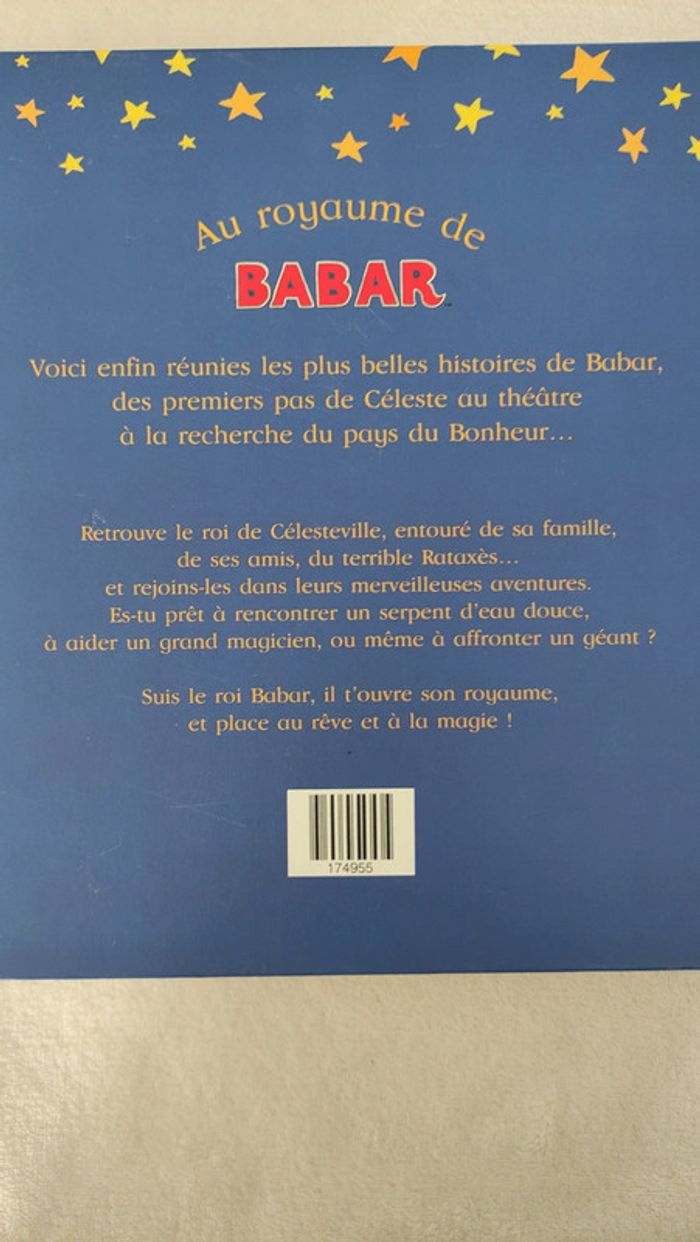 Au royaume de
BABAR
Voici enfin réunies les plus belles histoires de Babar,
des premiers pas de Céleste au théâtre
à la recherche du pays du Bonheur...
Retrouve le roi de Célesteville, entouré de sa famille,
de ses amis, du terrible Rataxès...
et rejoins-les dans leurs merveilleuses aventures.
Es-tu prêt à rencontrer un serpent d'eau douce,
à aider un grand magicien, ou même à affronter un géant ?
Suis le roi Babar, il t'ouvre son royaume,
et place au rêve et à la magie !
174955